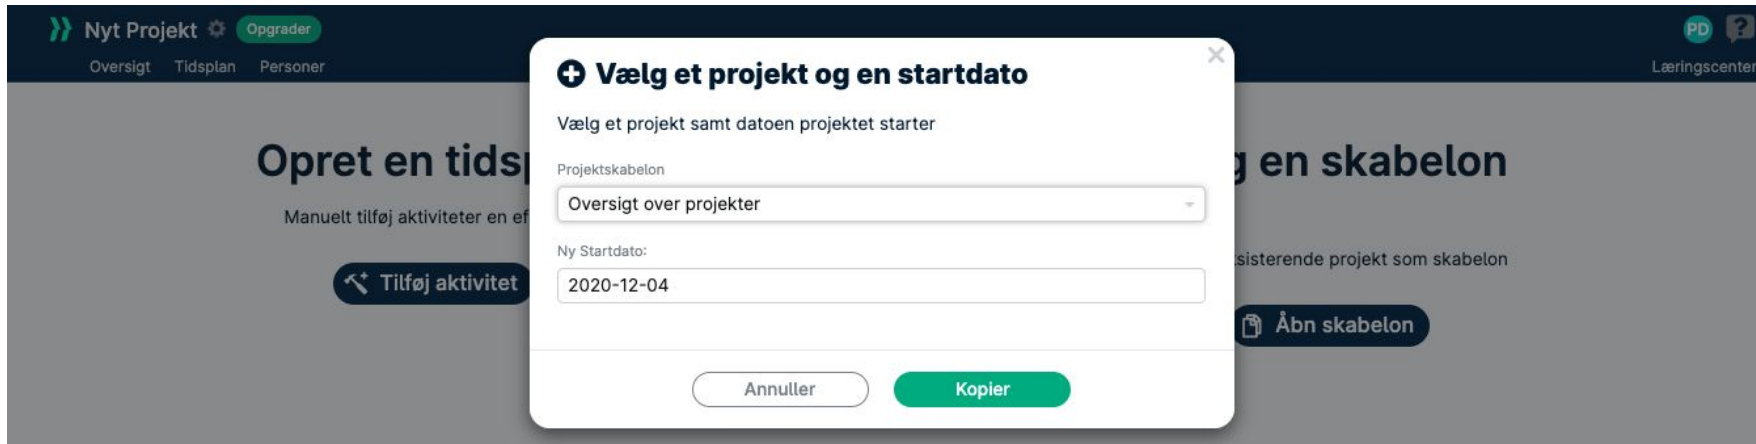 Nyt Projekt Opgrader
PD
Oversigt Tidsplan Personer
Læringscenter
Vælg et projekt og en startdato
Vælg et projekt samt datoen projektet starter
Projektskabelon
Oversigt over projekter
Ny Startdato:
2020-12-04
Annuller Kopier
Opret en tidsp
Manuelt tilføj aktiviteter en ef
Tilføj aktivitet
g en skabelon
sisterende projekt som skabelon
Åbn skabelon